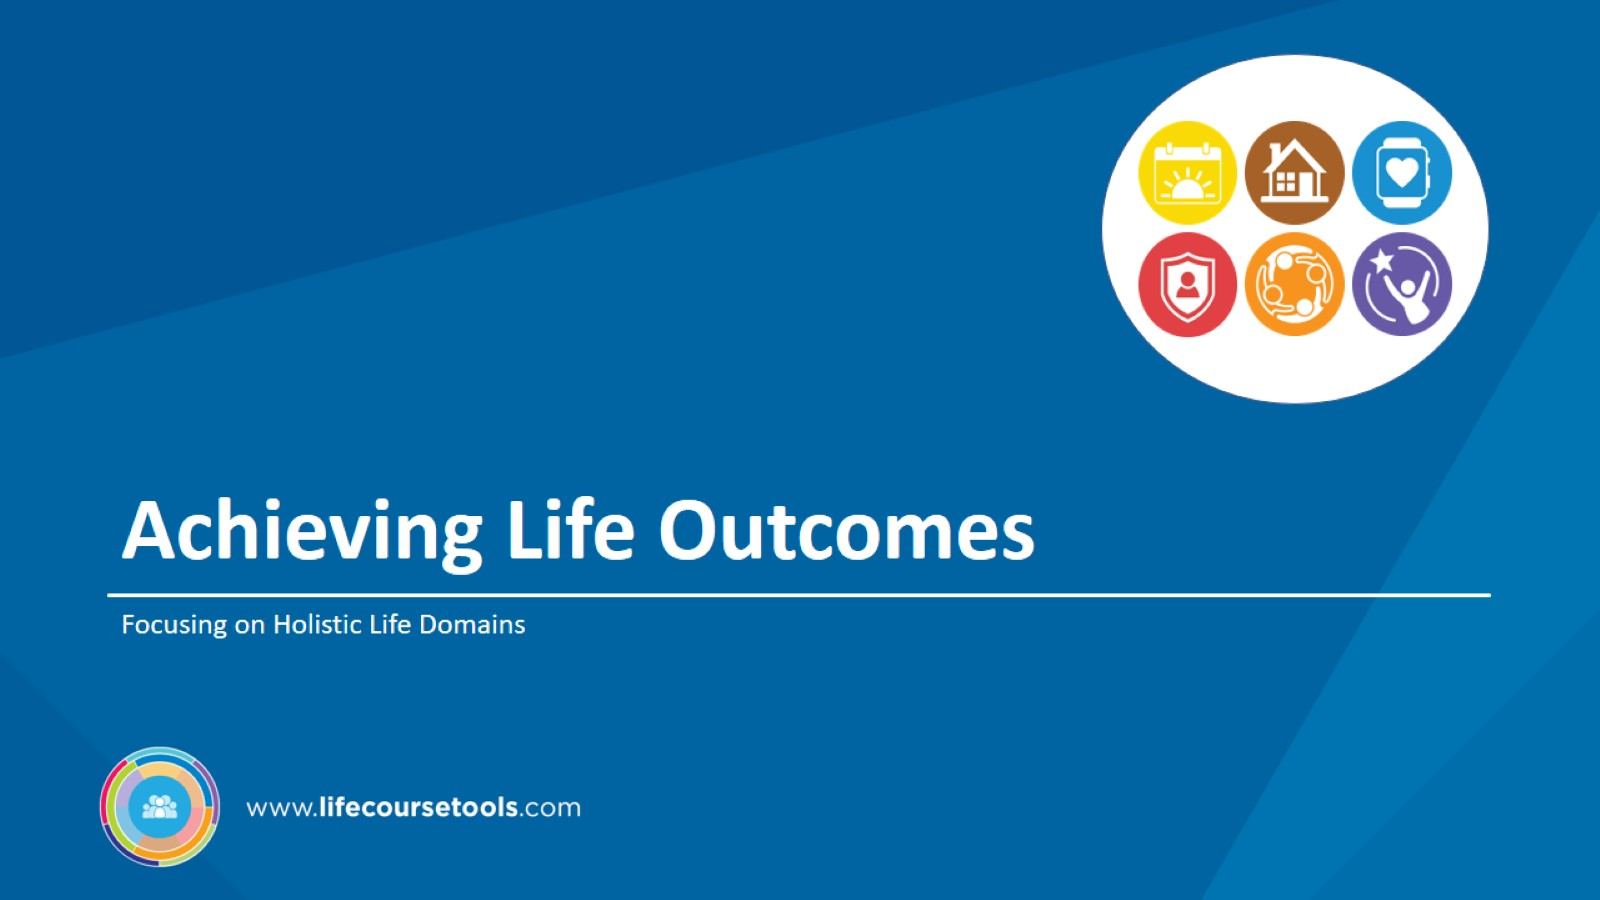 Achieving Life Outcomes
Focusing on Holistic Life Domains
www.lifecoursetools.com